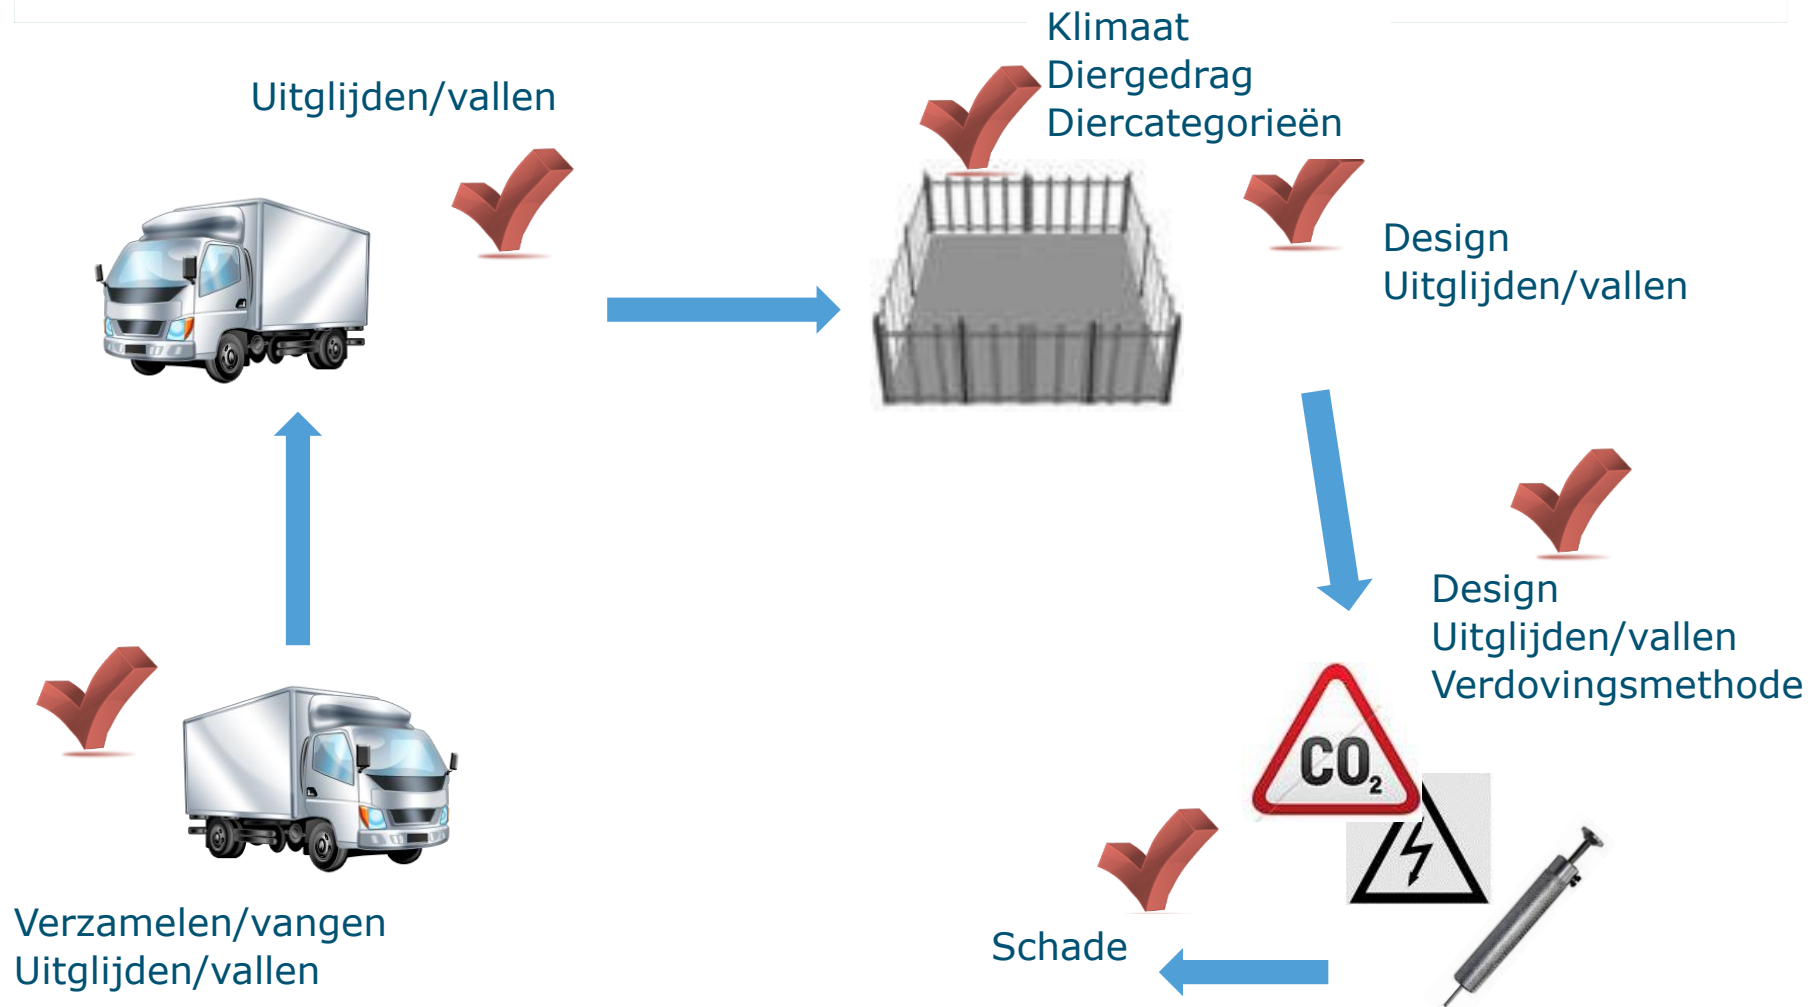 Klimaat
Diergedrag
Diercategorieën
Uitglijden/vallen
Design
Uitglijden/vallen
Design
Uitglijden/vallen
Verdovingsmethode
CO₂
Schade
Verzamelen/vangen
Uitglijden/vallen